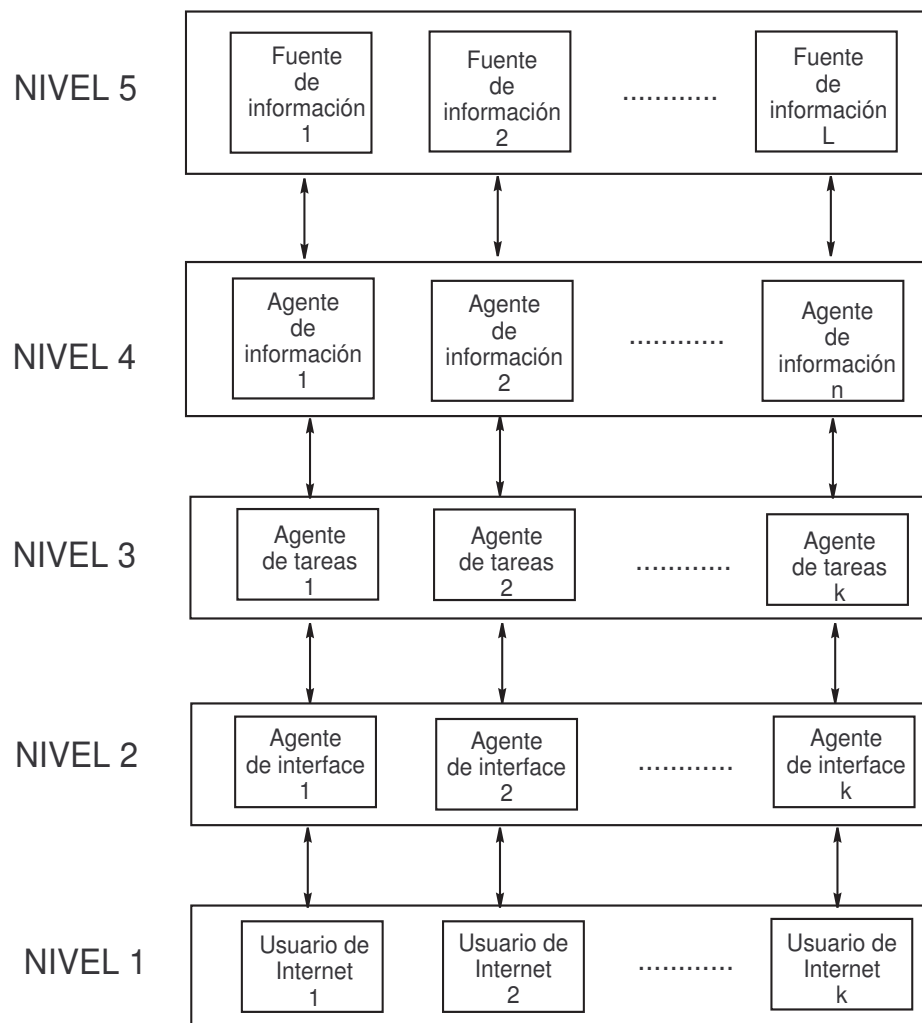 NIVEL 5
Fuente
de
información
1
Fuente
de
información
2
............
Fuente
de
información
L
NIVEL 4
Agente
de
información
1
Agente
de
información
2
............
Agente
de
información
n
NIVEL 3
Agente
de tareas
1
Agente
de tareas
2
............
Agente
de tareas
k
NIVEL 2
Agente
de interface
1
Agente
de interface
2
............
Agente
de interface
k
NIVEL 1
Usuario de
Internet
1
Usuario de
Internet
2
............
Usuario de
Internet
k